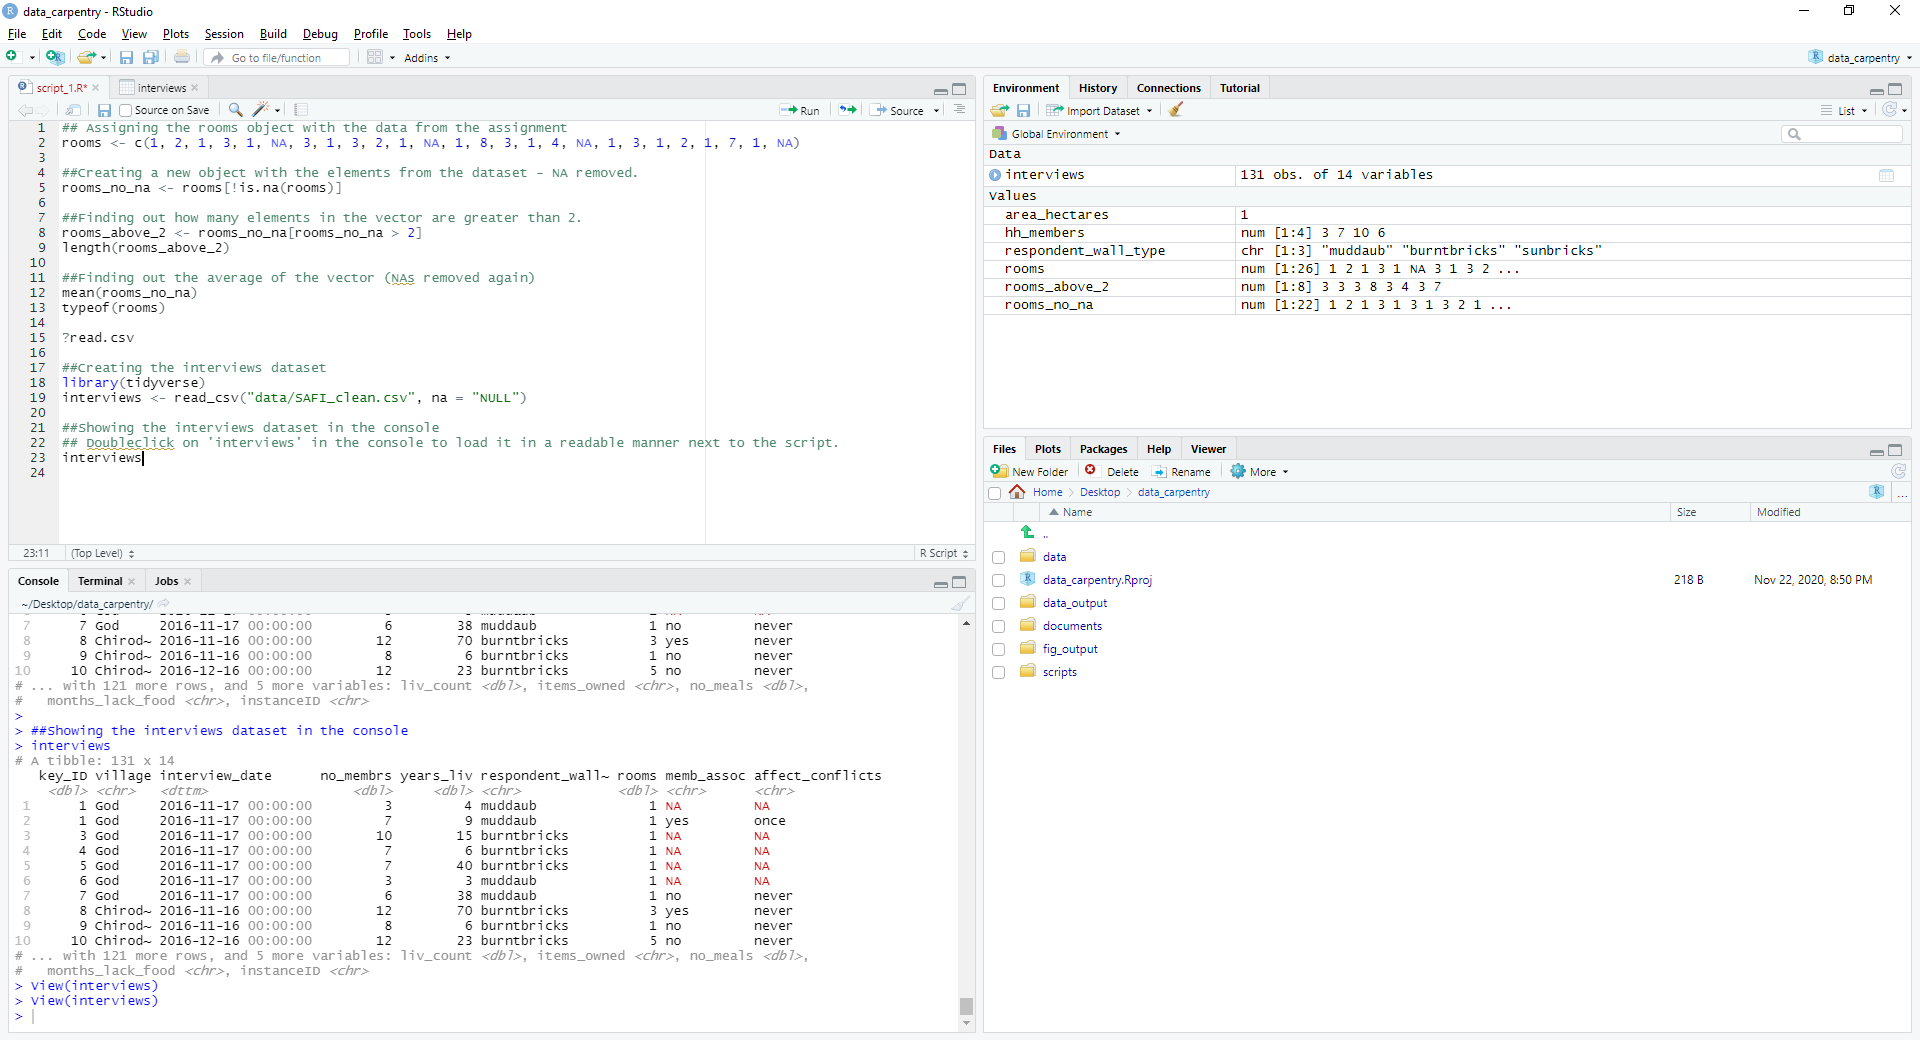 data_carpentry - RStudio
File Edit Code View Plots Session Build Debug Profile Tools Help
Go to file/function Addins data_carpentry
script_1.R* interviews
Source on Save Run Source
1 ## Assigning the rooms object with the data from the assignment
2 rooms <- c(1, 2, 1, 3, 1, NA, 3, 1, 3, 2, 1, NA, 1, 8, 3, 1, 4, NA, 1, 3, 1, 2, 1, 7, 1, NA)
3
4 ##Creating a new object with the elements from the dataset - NA removed.
5 rooms_no_na <- rooms[!is.na(rooms)]
6
7 ##Finding out how many elements in the vector are greater than 2.
8 rooms_above_2 <- rooms_no_na[rooms_no_na > 2]
9 length(rooms_above_2)
10
11 ##Finding out the average of the vector (NAs removed again)
12 mean(rooms_no_na)
13 typeof(rooms)
14
15 ?read.csv
16
17 ##Creating the interviews dataset
18 library(tidyverse)
19 interviews <- read_csv("data/SAFI_clean.csv", na = "NULL")
20
21 ##Showing the interviews dataset in the console
22 ## Doubleclick on 'interviews' in the console to load it in a readable manner next to the script.
23 interviews
24
23:11 (Top Level) R Script
Console Terminal Jobs
~/Desktop/data_carpentry/
7 7 God 2016-11-17 00:00:00 6 38 muddaub 1 no never
8 8 Chirod~ 2016-11-16 00:00:00 12 70 burntbricks 3 yes never
9 9 Chirod~ 2016-11-16 00:00:00 8 6 burntbricks 1 no never
10 10 Chirod~ 2016-12-16 00:00:00 12 23 burntbricks 5 no never
# ... with 121 more rows, and 5 more variables: liv_count <dbl>, items_owned <chr>, no_meals <dbl>,
# months_lack_food <chr>, instanceID <chr>
>
> ##Showing the interviews dataset in the console
> interviews
# A tibble: 131 x 14
key_ID village interview_date no_membrs years_liv respondent_wall~ rooms memb_assoc affect_conflicts
<dbl> <chr> <dttm> <dbl> <dbl> <chr> <dbl> <chr> <chr>
1 1 God 2016-11-17 00:00:00 3 4 muddaub 1 NA NA
2 1 God 2016-11-17 00:00:00 7 9 muddaub 1 yes once
3 3 God 2016-11-17 00:00:00 10 15 burntbricks 1 NA NA
4 4 God 2016-11-17 00:00:00 7 6 burntbricks 1 NA NA
5 5 God 2016-11-17 00:00:00 7 40 burntbricks 1 NA NA
6 6 God 2016-11-17 00:00:00 3 3 muddaub 1 NA NA
7 7 God 2016-11-17 00:00:00 6 38 muddaub 1 no never
8 8 Chirod~ 2016-11-16 00:00:00 12 70 burntbricks 3 yes never
9 9 Chirod~ 2016-11-16 00:00:00 8 6 burntbricks 1 no never
10 10 Chirod~ 2016-12-16 00:00:00 12 23 burntbricks 5 no never
# ... with 121 more rows, and 5 more variables: liv_count <dbl>, items_owned <chr>, no_meals <dbl>,
# months_lack_food <chr>, instanceID <chr>
> View(interviews)
> View(interviews)
>
Environment History Connections Tutorial
Import Dataset List
Global Environment
Data
interviews 131 obs. of 14 variables
Values
area_hectares 1
hh_members num [1:4] 3 7 10 6
respondent_wall_type chr [1:3] "muddaub" "burntbricks" "sunbricks"
rooms num [1:26] 1 2 1 3 1 NA 3 1 3 2 ...
rooms_above_2 num [1:8] 3 3 3 8 3 4 3 7
rooms_no_na num [1:22] 1 2 1 3 1 3 1 3 2 1 ...
Files Plots Packages Help Viewer
New Folder Delete Rename More
Home Desktop data_carpentry ...
Name Size Modified
..
data
data_carpentry.Rproj 218 B Nov 22, 2020, 8:50 PM
data_output
documents
fig_output
scripts